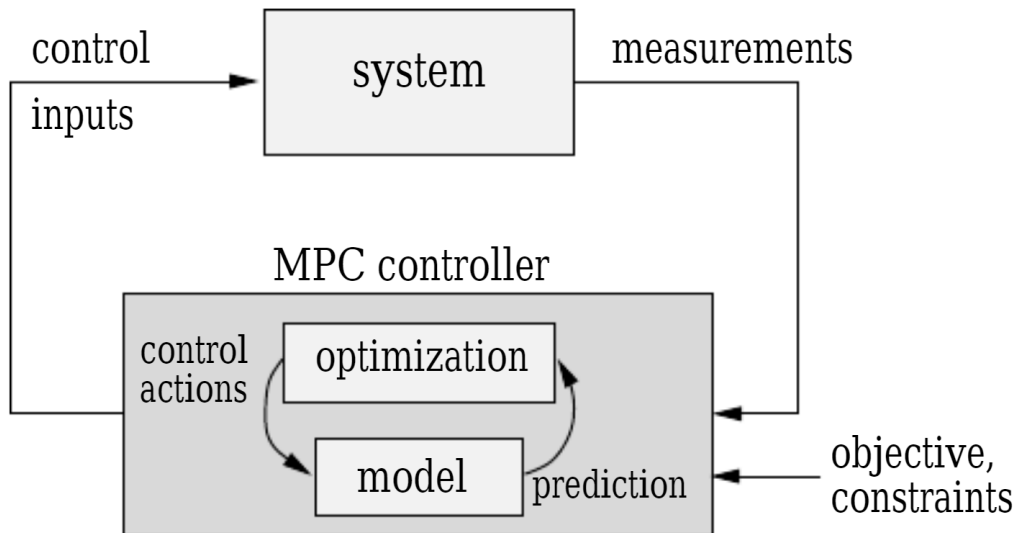 control
inputs
system
measurements
MPC controller
control
actions
optimization
model
prediction
objective,
constraints